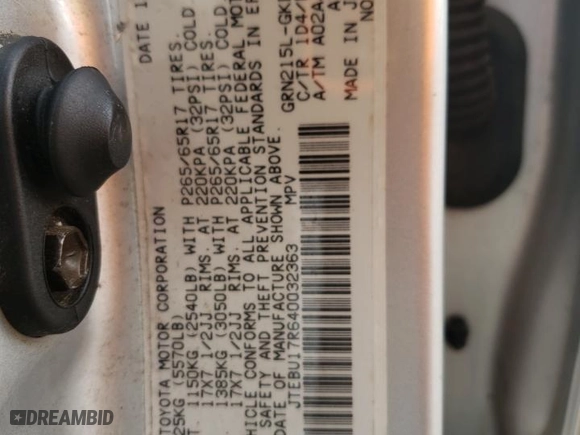 DATE 1
TOYOTA MOTOR CORPORATION
25KG (5570LB)
1150KG (2540LB) WITH P265/65R17 TIRES.
17X7 1/2JJ RIMS. AT 220KPA (32PSI) COLD
1385KG (3050LB) WITH P265/65R17 TIRES.
17X7 1/2JJ RIMS. AT 220KPA (32PSI) COLD
CONFORMS TO ALL APPLICABLE FEDERAL MOT
SAFETY AND THEFT PREVENTION STANDARDS IN EF
DATE OF MANUFACTURE SHOWN ABOVE.
JTEBU17R640032363 MPV
GRN215L-GK
C/TR 1D4/
A/TM A02A
MADE IN J
NO
DREAMBID